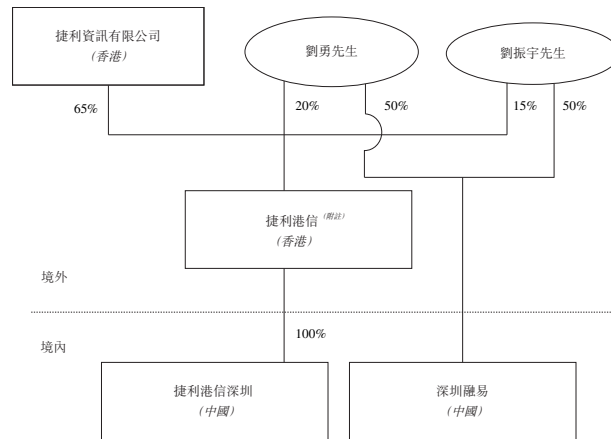 捷利資訊有限公司
（香港）
劉勇先生
劉振宇先生
65%
20%
50%
15%
50%
捷利港信（附註）
（香港）
境外
100%
境內
捷利港信深圳
（中國）
深圳融易
（中國）